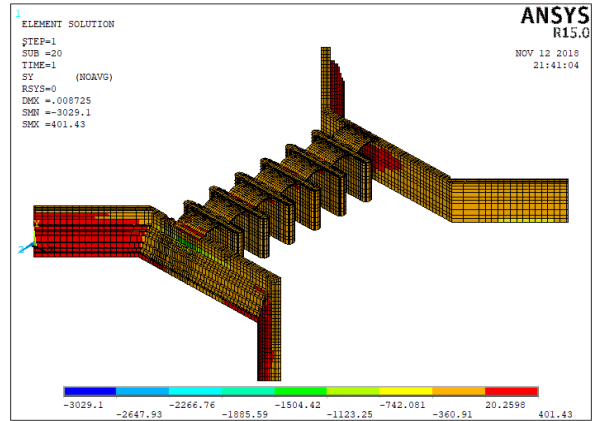 1
ELEMENT SOLUTION
STEP=1
SUB =20
TIME=1
SY (NOAVG)
RSYS=0
DMX =.008725
SMN =-3029.1
SMX =401.43
ANSYS
R15.0
NOV 12 2018
21:41:04
Y
Z
-3029.1 -2266.76 -1504.42 -742.081 20.2598
-2647.93 -1885.59 -1123.25 -360.91 401.43